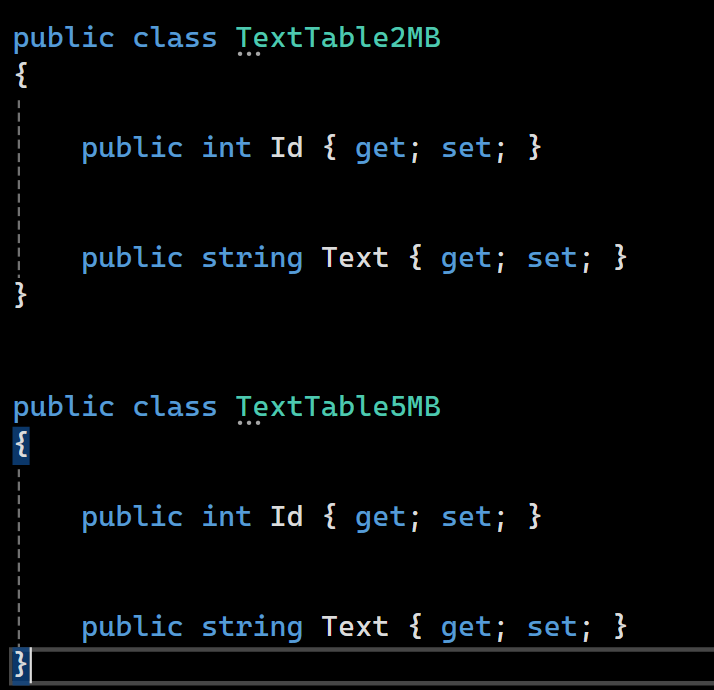 public class TextTable2MB
{
public int Id { get; set; }
public string Text { get; set; }
}
public class TextTable5MB
{
public int Id { get; set; }
public string Text { get; set; }
}